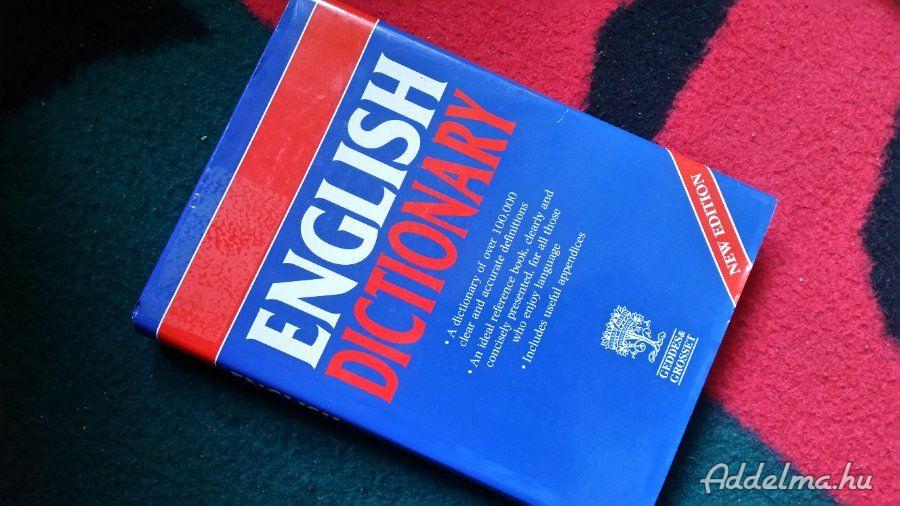 ENGLISH
DICTIONARY
• A dictionary of over 100,000
clear and accurate definitions
• An ideal reference book, clearly and
concisely presented, for all those
who enjoy language
• Includes useful appendices
NEW EDITION
GEDDES &
GROSSET
Addelma.hu